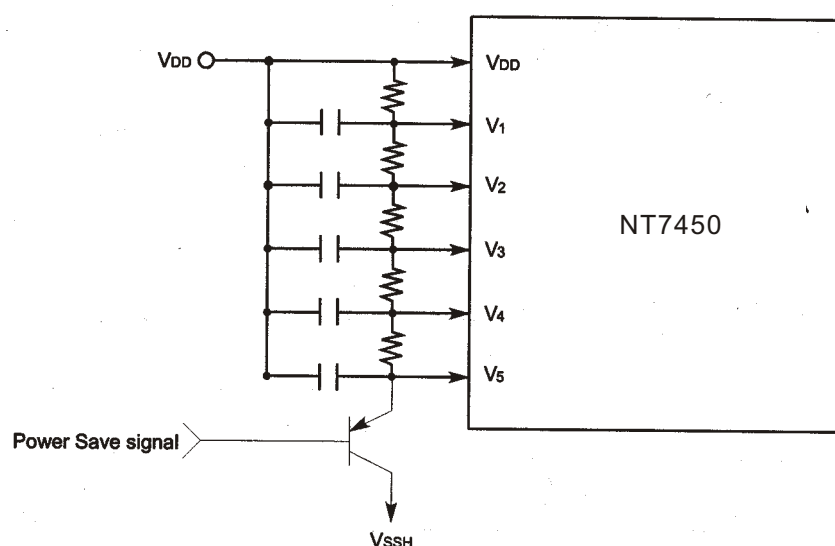 VDD VDD
V1
V2
NT7450
V3
V4
V5
Power Save signal
VSSH